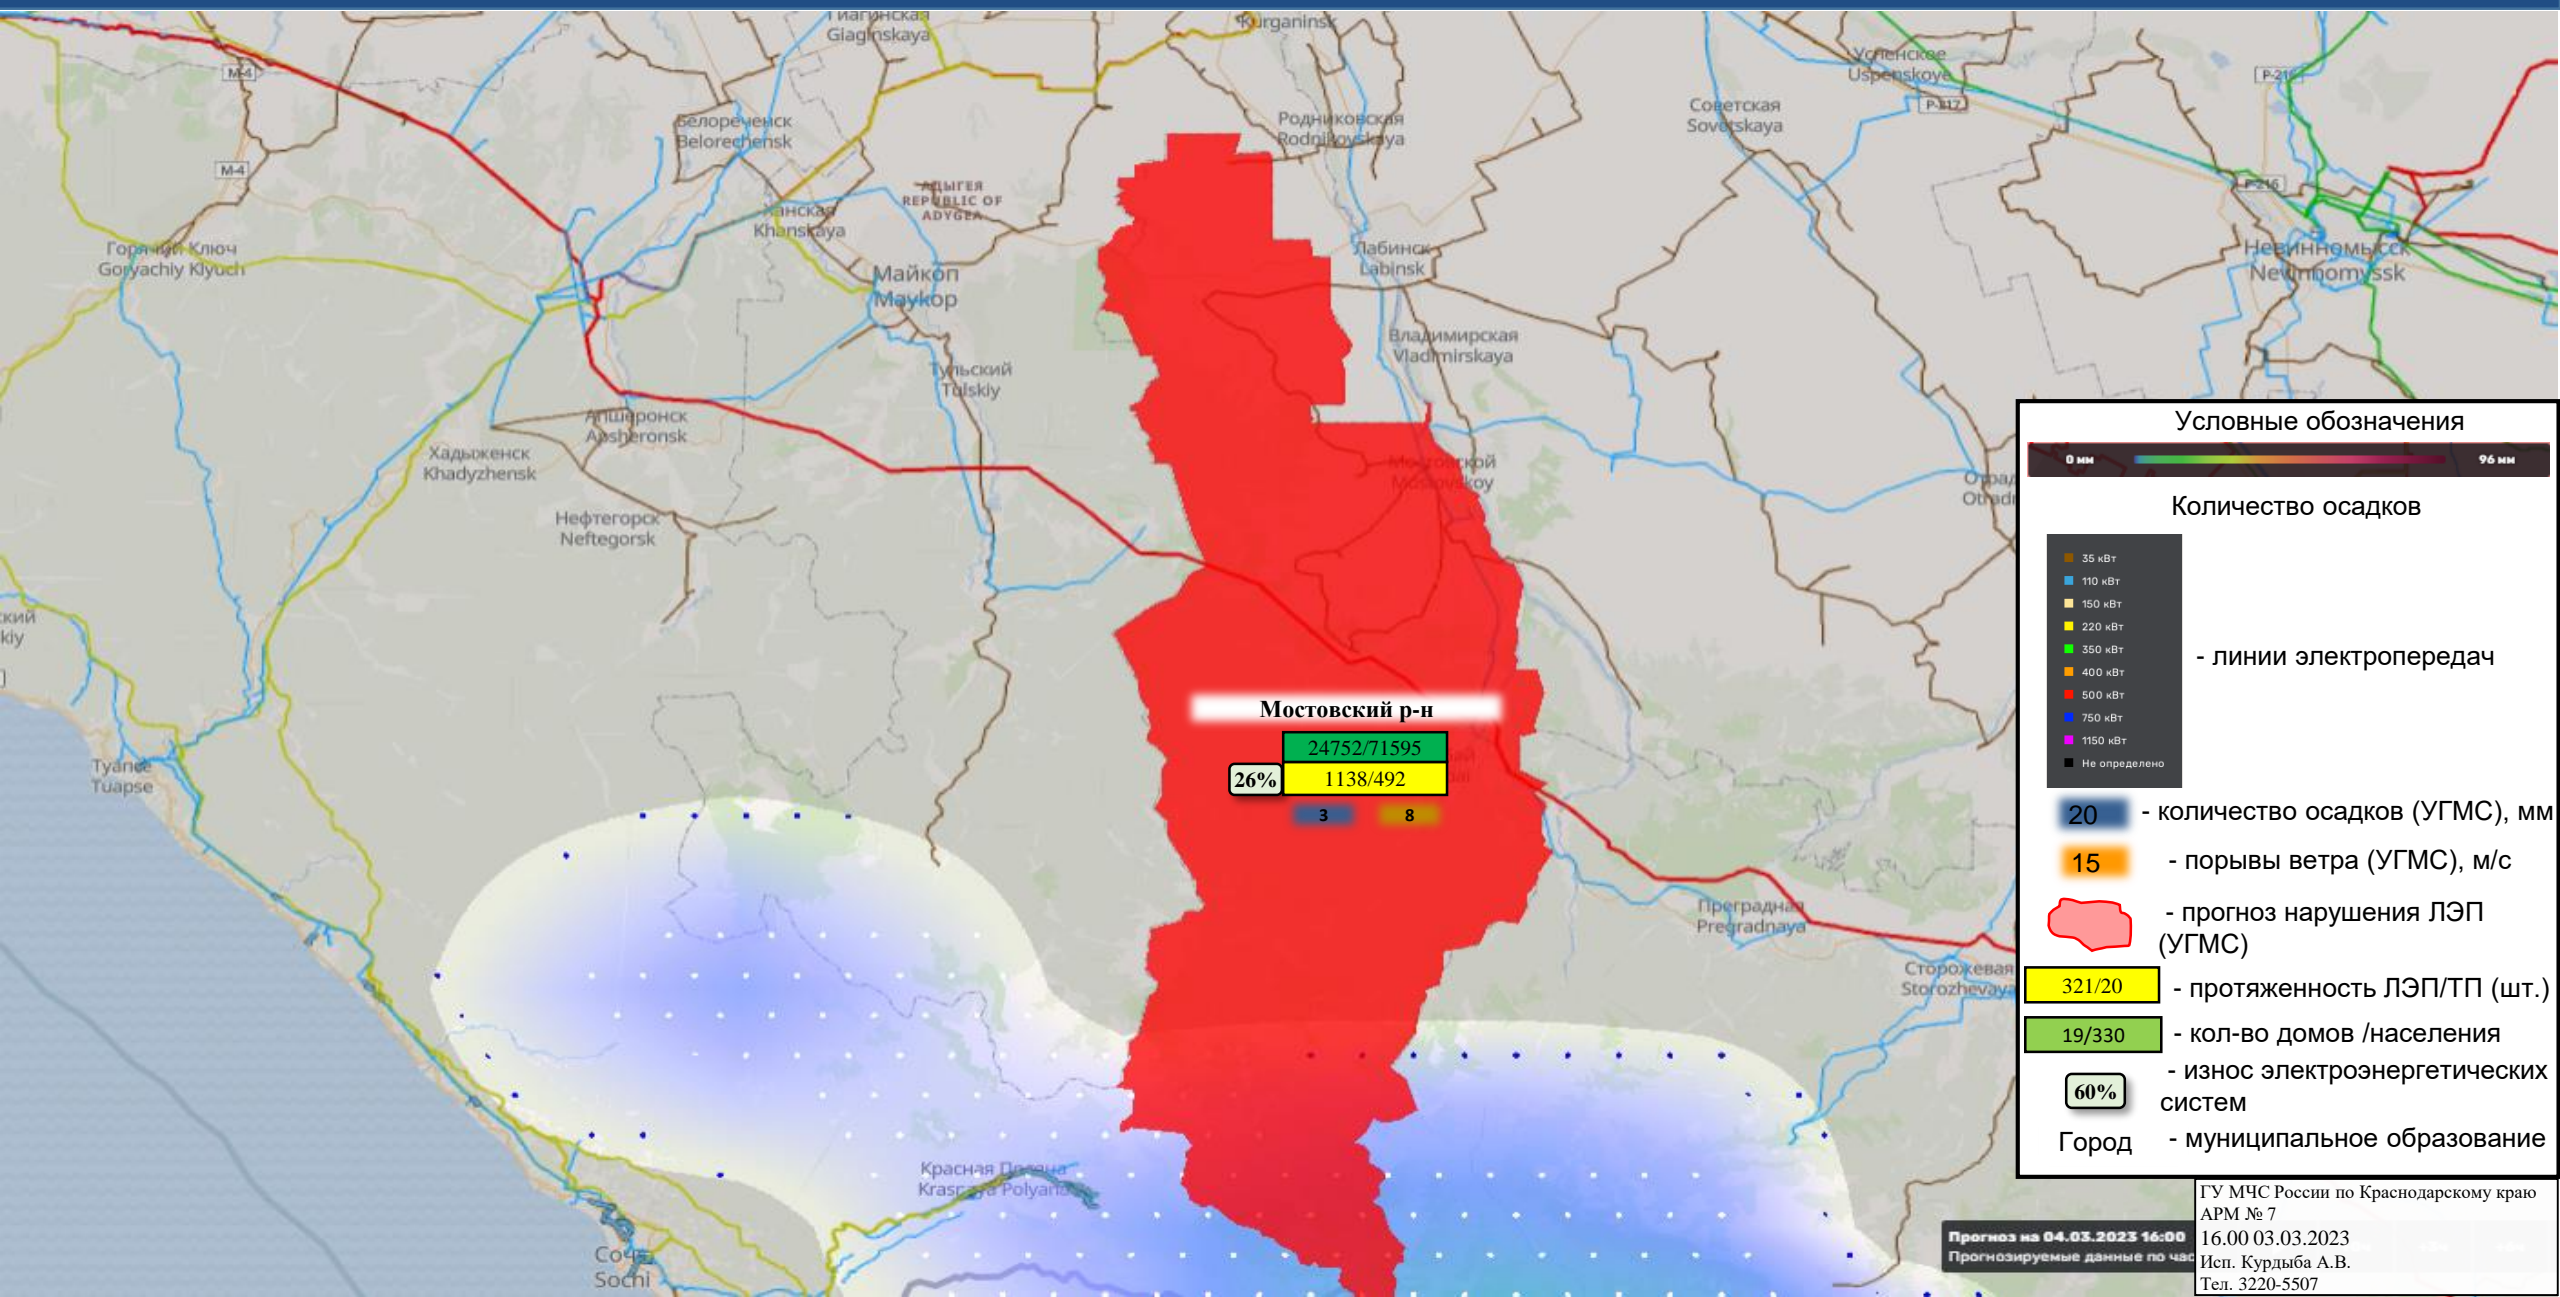 Гиагинская
Giaginskaya
Kurganinsk
Успенское
Uspenskoye
М-4
Р-217
Белореченск
Belorechensk
Родниковская
Rodnikovskaya
Советская
Sovetskaya
М-4
Р-216
АДЫГЕЯ
REPUBLIC OF
ADYGEA
Ханская
Khanskaya
Горячий Ключ
Goryachiy Klyuch
Майкоп
Maykop
Лабинск
Labinsk
Невинномысск
Nevinnomyssk
Владимирская
Vladimirskaya
Тульский
Tulskiy
Апшеронск
Apsheronsk
Хадыженск
Khadyzhensk
Мостовской
Mostovskoy
Нефтегорск
Neftegorsk
Туапсе
Tuapse
Мостовский р-н
24752/71595
26%
1138/492
3
8
Преградная
Pregradnaya
Сторожевая
Storozhevaya
Красная Поляна
Krasnaya Polyana
Сочи
Sochi
Условные обозначения
0 мм
96 мм
Количество осадков
35 кВт
110 кВт
150 кВт
220 кВт
350 кВт
400 кВт
500 кВт
750 кВт
1150 кВт
Не определено
- линии электропередач
20 - количество осадков (УГМС), мм
15 - порывы ветра (УГМС), м/с
- прогноз нарушения ЛЭП
(УГМС)
321/20 - протяженность ЛЭП/ТП (шт.)
19/330 - кол-во домов /населения
60% - износ электроэнергетических
систем
Город - муниципальное образование
Прогноз на 04.03.2023 16:00
Прогнозируемые данные по час
ГУ МЧС России по Краснодарскому краю
АРМ № 7
16.00 03.03.2023
Исп. Курдыба А.В.
Тел. 3220-5507